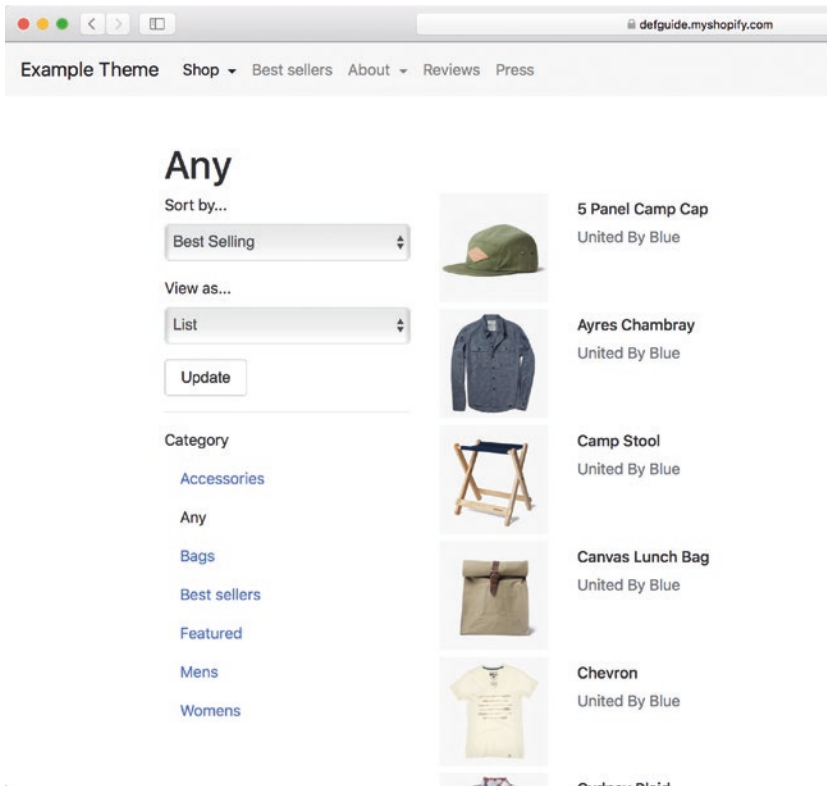 defguide.myshopify.com
Example Theme Shop Best sellers About Reviews Press
Any
Sort by...
Best Selling
View as...
List
Update
Category
Accessories
Any
Bags
Best sellers
Featured
Mens
Womens
5 Panel Camp Cap
United By Blue
Ayres Chambray
United By Blue
Camp Stool
United By Blue
Canvas Lunch Bag
United By Blue
Chevron
United By Blue